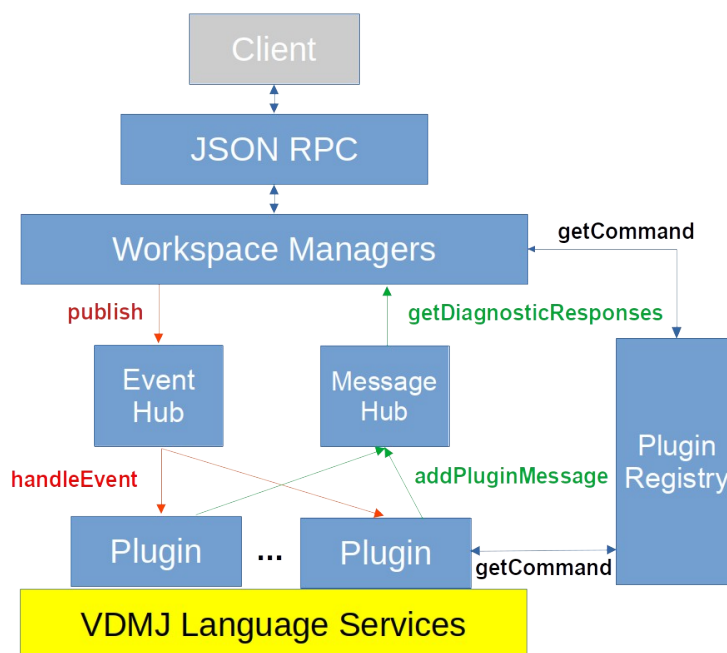 Client
JSON RPC
Workspace Managers
getCommand
publish
getDiagnosticResponses
Event
Hub
Message
Hub
Plugin
Registry
handleEvent
addPluginMessage
Plugin
...
Plugin
getCommand
VDMJ Language Services